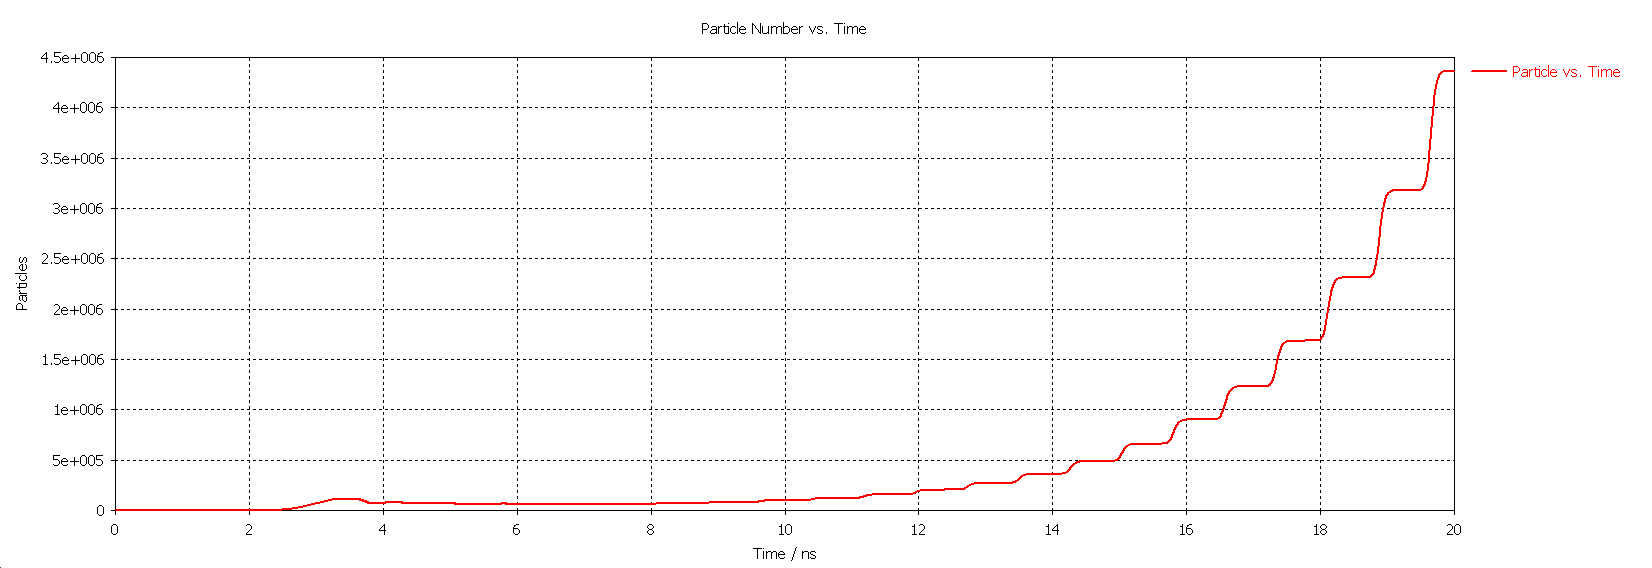 Particle Number vs. Time
4.5e+006
4e+006
3.5e+006
3e+006
2.5e+006
2e+006
1.5e+006
1e+006
5e+005
0
Particles
0 2 4 6 8 10 12 14 16 18 20
Time / ns
Particle vs. Time